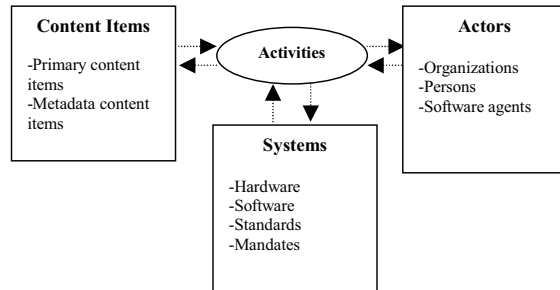 Content Items
-Primary content
items
-Metadata content
items
Activities
Actors
-Organizations
-Persons
-Software agents
Systems
-Hardware
-Software
-Standards
-Mandates